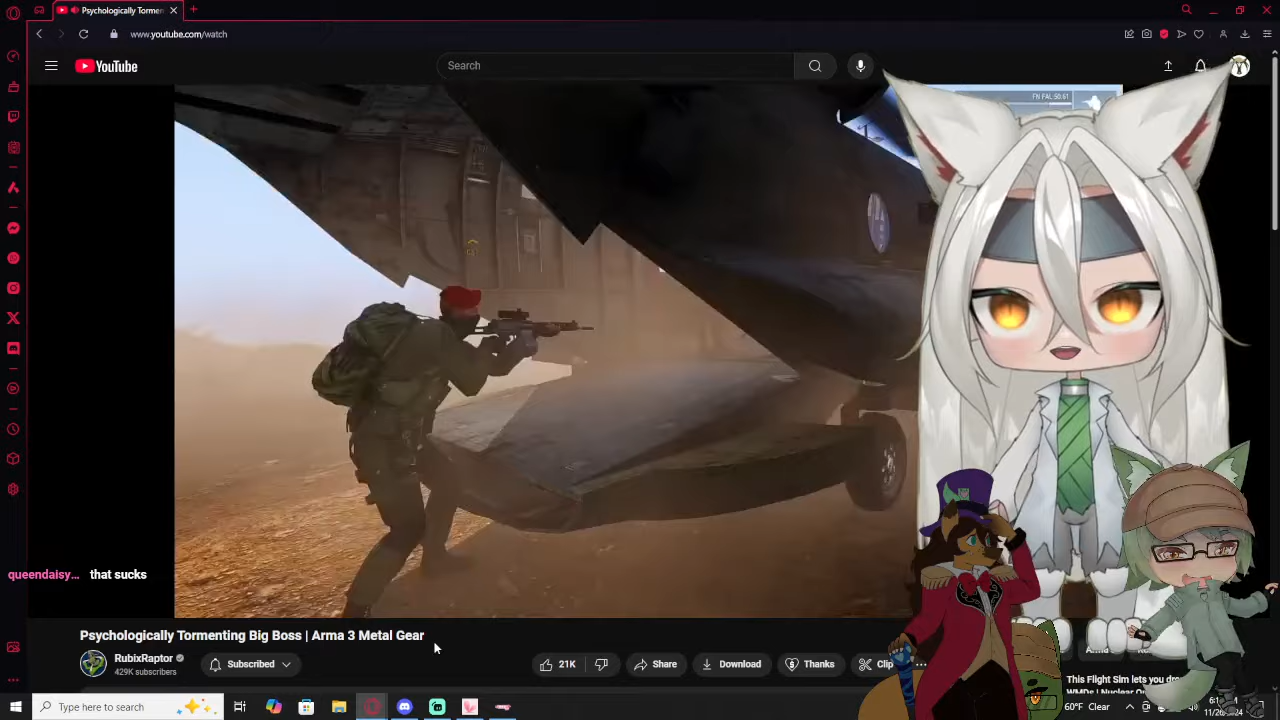 Psychologically Tormen
www.youtube.com/watch
YouTube
Search
FN FAL 50:61
queendaisy... that sucks
Psychologically Tormenting Big Boss | Arma 3 Metal Gear
RubixRaptor
429K subscribers
Subscribed
21K
Share
Download
Thanks
Clip
This Flight Sim lets you dro
Type here to search
60°F Clear